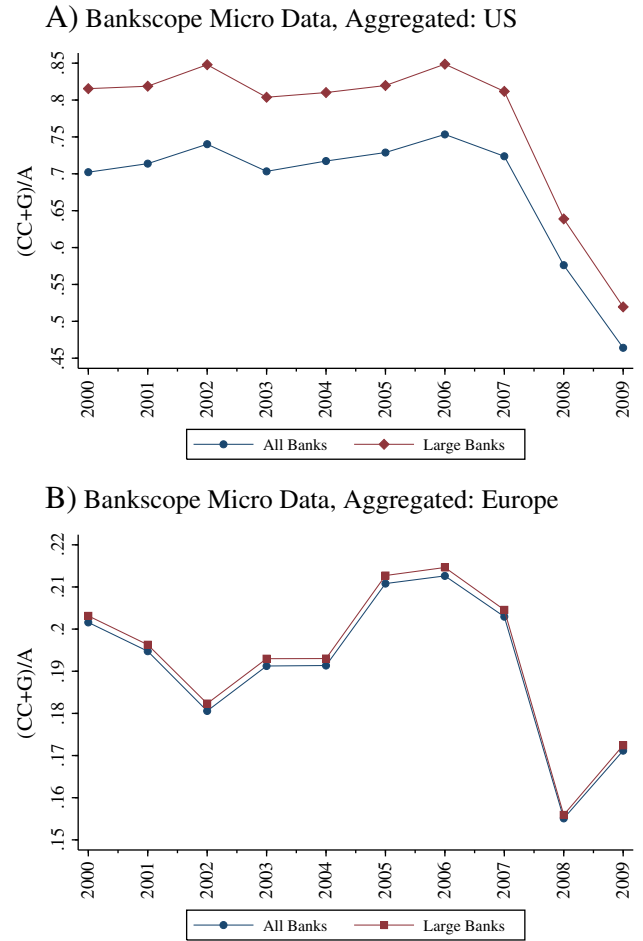 A) Bankscope Micro Data, Aggregated: US
(CC+G)/A
.85
.8
.75
.7
.65
.6
.55
.5
.45
2000 2001 2002 2003 2004 2005 2006 2007 2008 2009
All Banks Large Banks
B) Bankscope Micro Data, Aggregated: Europe
(CC+G)/A
.22
.21
.2
.19
.18
.17
.16
.15
2000 2001 2002 2003 2004 2005 2006 2007 2008 2009
All Banks Large Banks